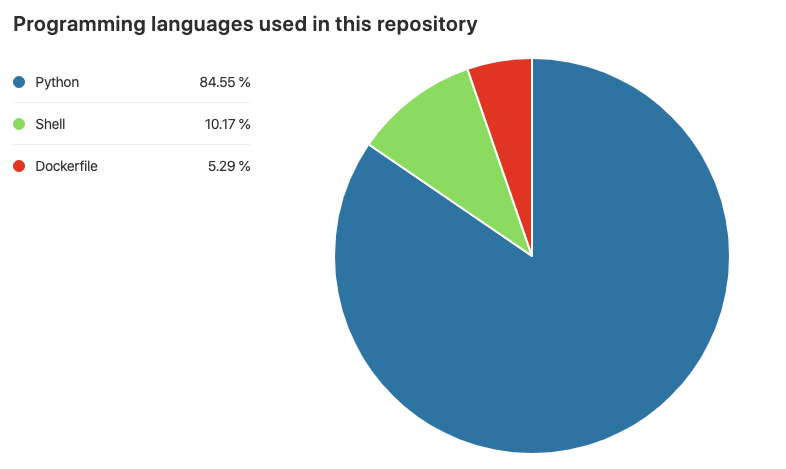 Programming languages used in this repository
Python 84.55 %
Shell 10.17 %
Dockerfile 5.29 %